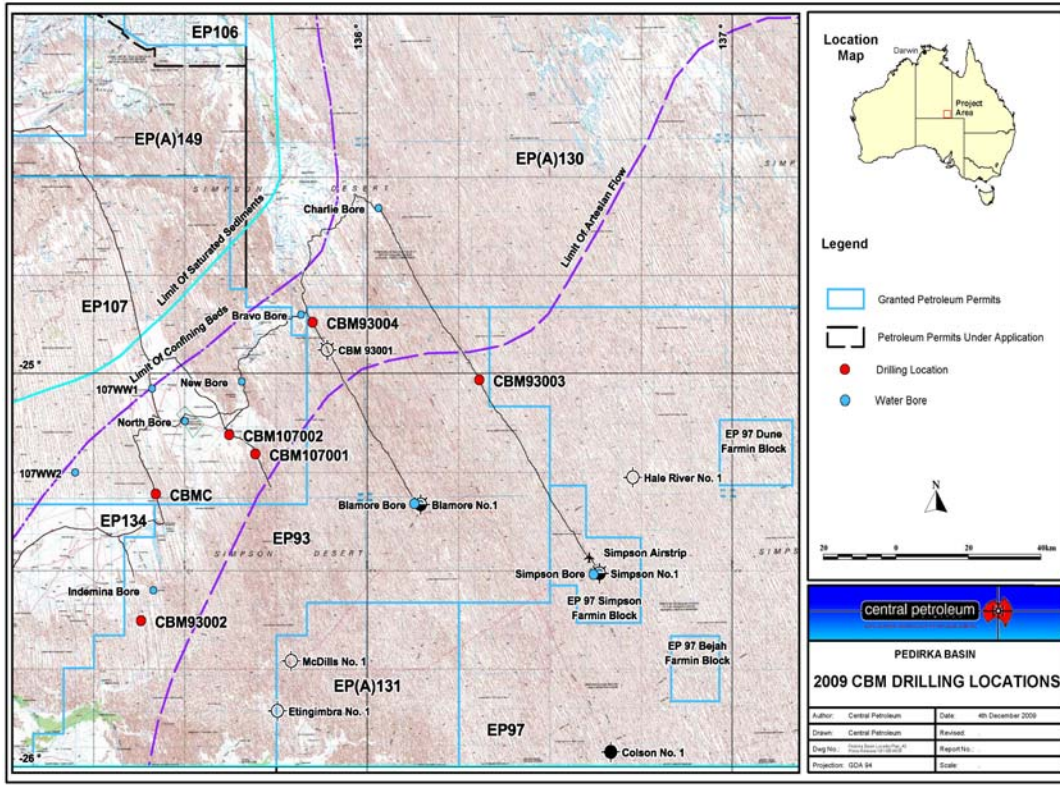 EP106
136°
137°
EP(A)149
EP(A)130
SIMPSON DESERT
SIMPS
Charlie Bore
Limit Of Artesian Flow
Limit Of Saturated Sediments
EP107
Limit Of Confining Beds
Bravo Bore
CBM93004
CBM 93001
-25°
107WW1
New Bore
CBM93003
North Bore
CBM107002
CBM107001
EP 97 Dune
Farmin Block
107WW2
Hale River No. 1
CBMC
Blamore Bore
Blamore No.1
EP134
EP93
SIMPSON DESERT
SIMPS
Simpson Airstrip
Simpson Bore
Simpson No.1
Indemina Bore
EP 97 Simpson
Farmin Block
CBM93002
EP 97 Bejah
Farmin Block
McDills No. 1
EP(A)131
Etingimbra No. 1
EP97
Colson No. 1
-26°
Location
Map
Darwin
Project
Area
Legend
Granted Petroleum Permits
Petroleum Permits Under Application
Drilling Location
Water Bore
N
20 0 20 40km
central petroleum
PEDIRKA BASIN
2009 CBM DRILLING LOCATIONS
Author: Central Petroleum Date: 4th December 2009
Drawn: Central Petroleum Revised:
Dwg No.: Report No.:
Projection: GDA 94 Scale: